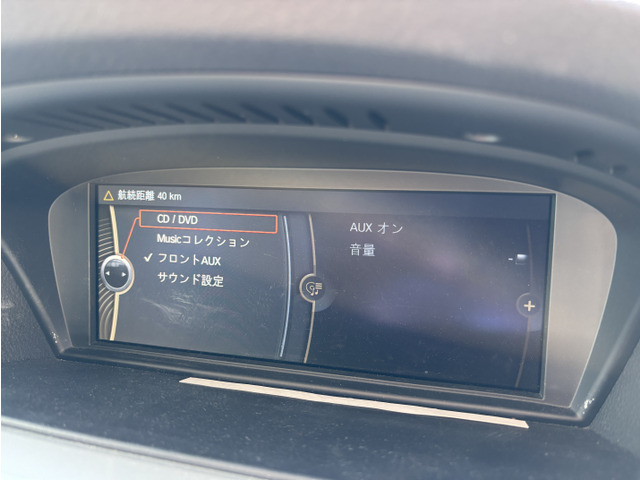 航続距離 40 km
CD / DVD
Musicコレクション
✓ フロントAUX
サウンド設定
AUX オン
音量
-
+